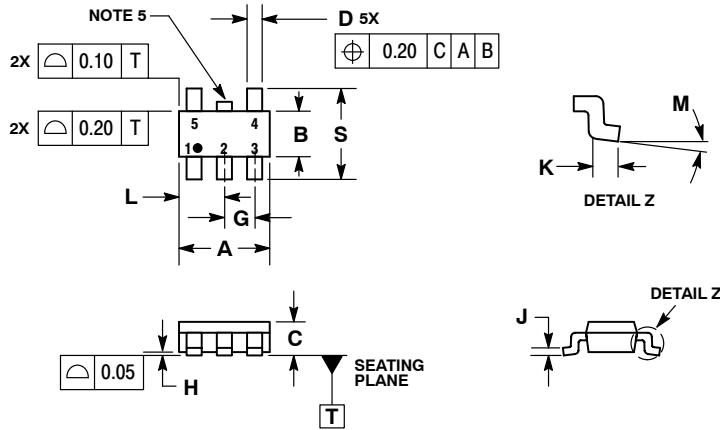 NOTE 5
D 5X
⌖ 0.20 C A B
2X ⌓ 0.10 T
2X ⌓ 0.20 T
5 4
B S
1 2 3
L
G
A
M
K
DETAIL Z
C
⌓ 0.05
H
SEATING
PLANE
T
DETAIL Z
J